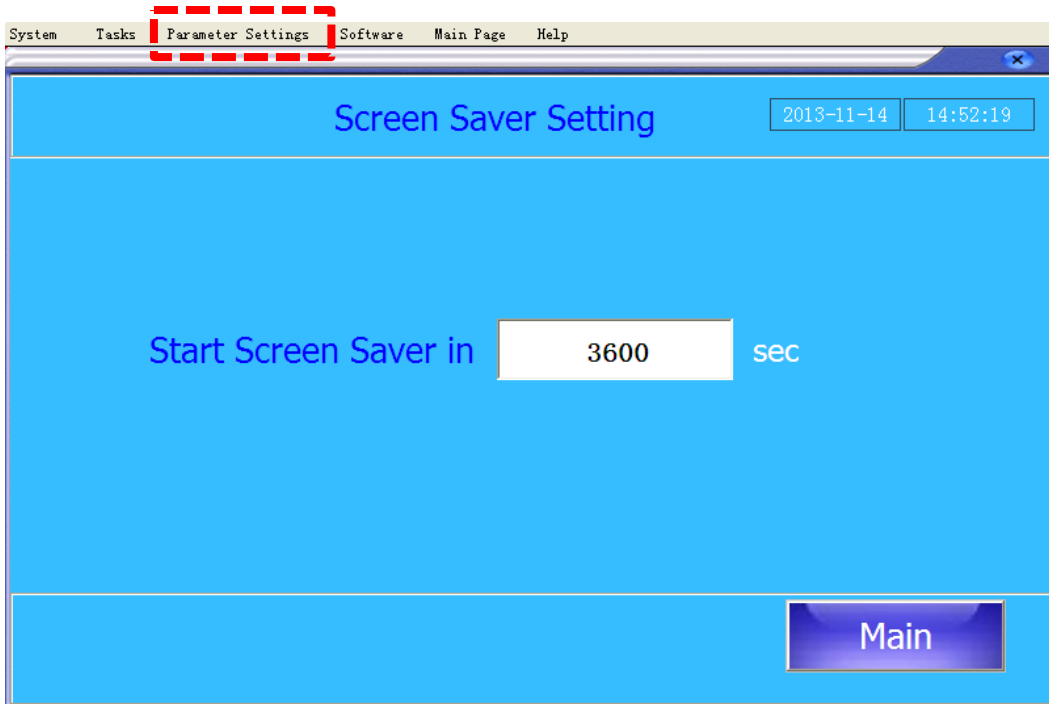 System Tasks Parameter Settings Software Main Page Help
Screen Saver Setting 2013-11-14 14:52:19
Start Screen Saver in 3600 sec
Main